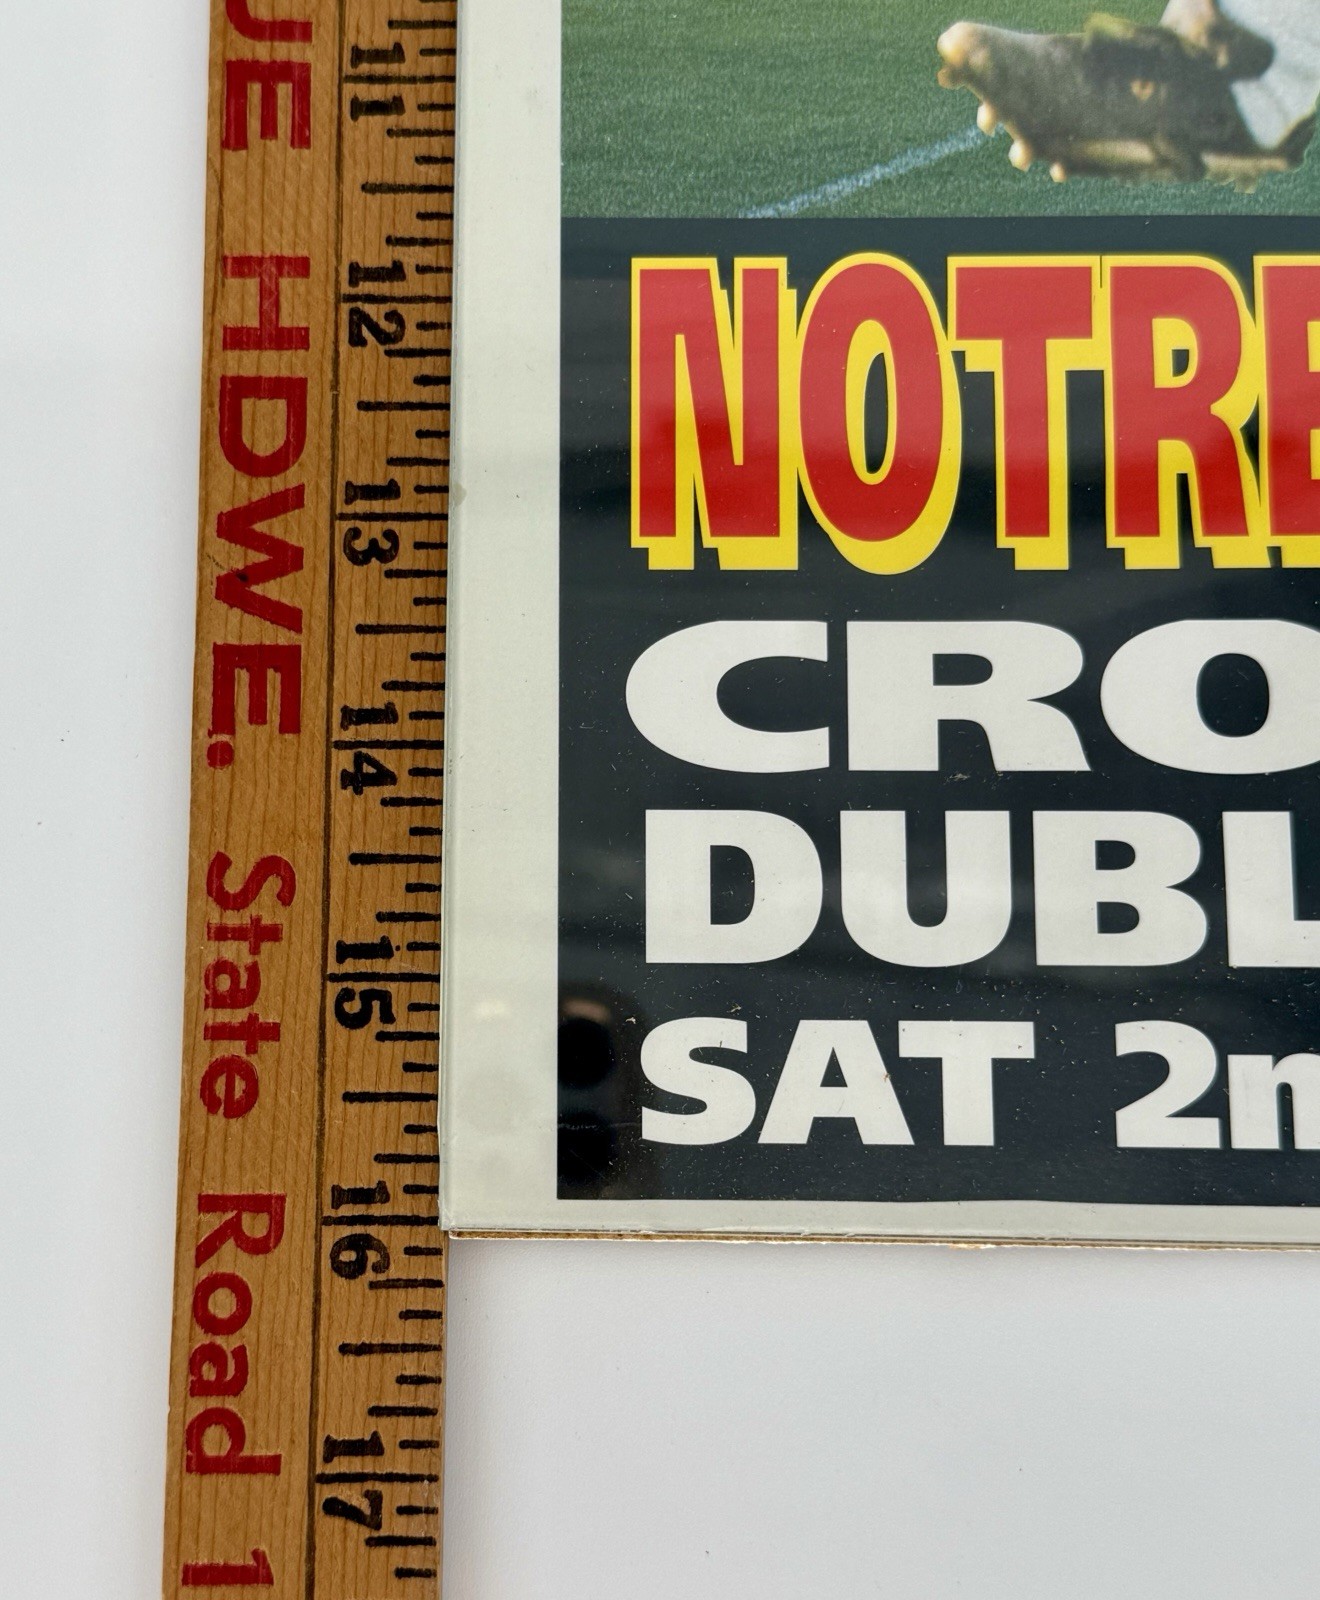 UE HDWE. State Road 1
11
12
13
14
15
16
17
NOTRE
CRO
DUBL
SAT 2n